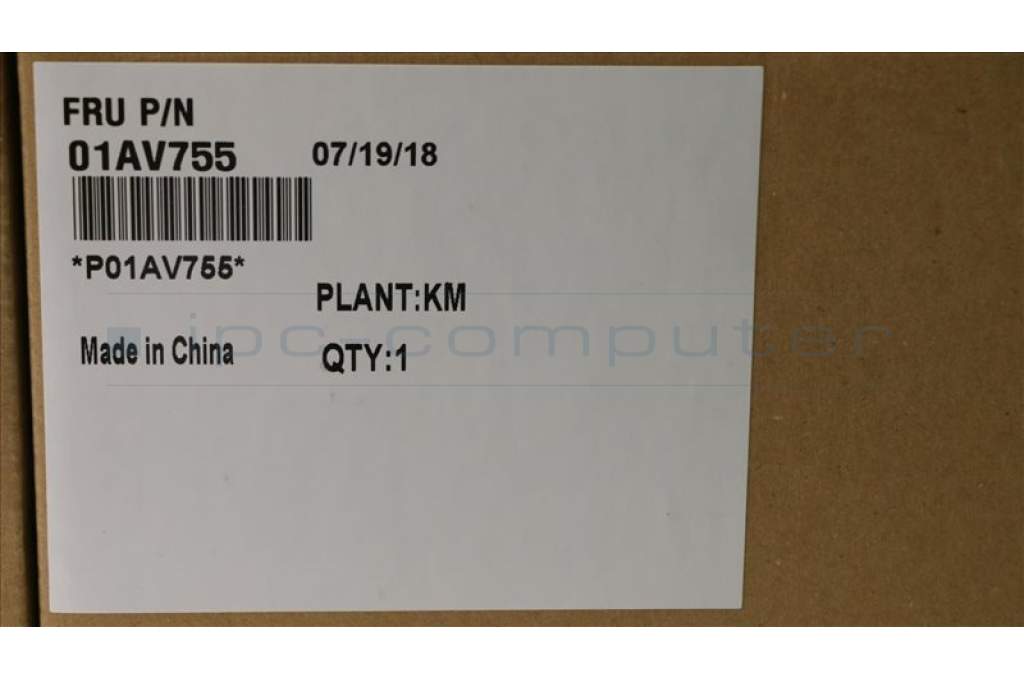 FRU P/N
01AV755 07/19/18
*P01AV755*
PLANT:KM
ipc-computer
Made in China QTY:1